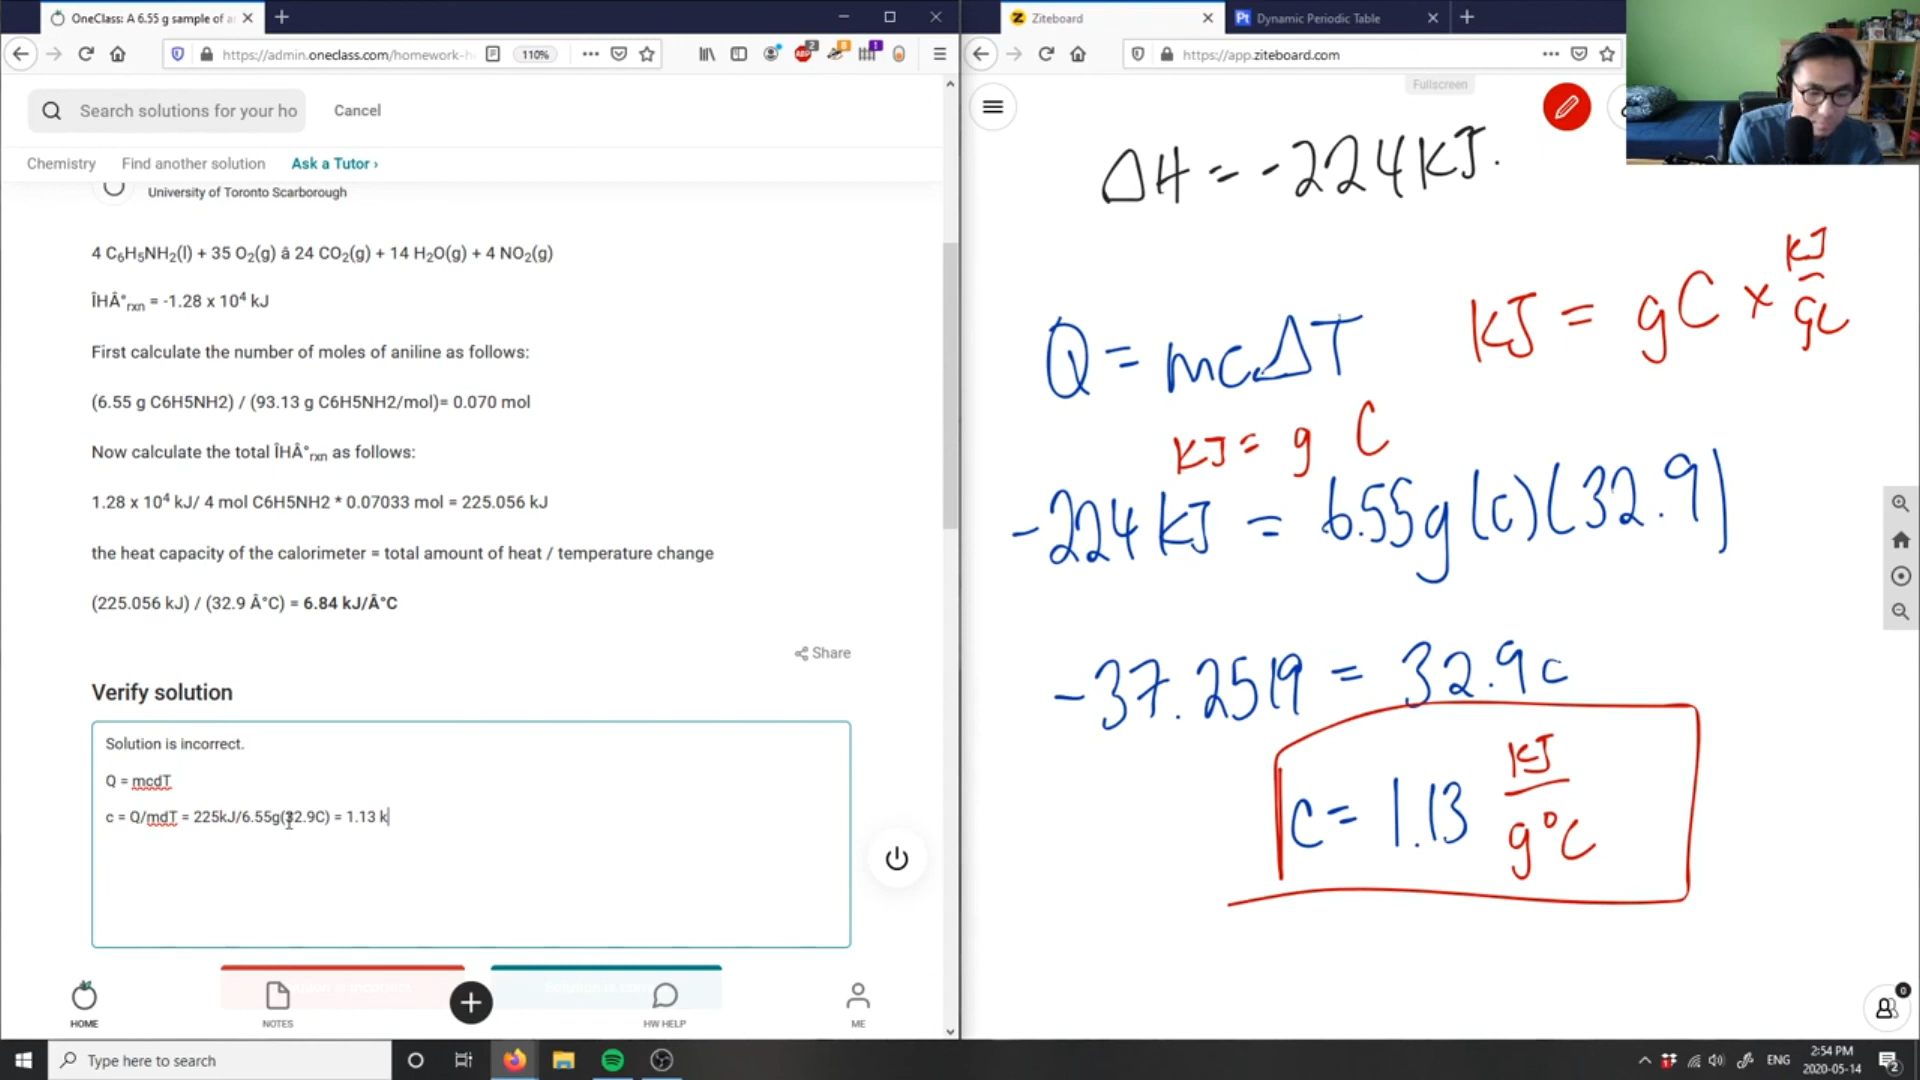 OneClass: A 6.55 g sample of a
https://admin.oneclass.com/homework-h
110%
Search solutions for your ho
Cancel
Chemistry
Find another solution
Ask a Tutor ›
University of Toronto Scarborough
4 C₆H₅NH₂(l) + 35 O₂(g) â 24 CO₂(g) + 14 H₂O(g) + 4 NO₂(g)
ÎHÂ°rxn = -1.28 x 10⁴ kJ
First calculate the number of moles of aniline as follows:
(6.55 g C6H5NH2) / (93.13 g C6H5NH2/mol)= 0.070 mol
Now calculate the total ÎHÂ°rxn as follows:
1.28 x 10⁴ kJ/ 4 mol C6H5NH2 * 0.07033 mol = 225.056 kJ
the heat capacity of the calorimeter = total amount of heat / temperature change
(225.056 kJ) / (32.9 Â°C) = 6.84 kJ/Â°C
Share
Verify solution
Solution is incorrect.
Q = mcdT
c = Q/mdT = 225kJ/6.55g(32.9C) = 1.13 k
HOME
NOTES
HW HELP
ME
Ziteboard
Pt Dynamic Periodic Table
https://app.ziteboard.com
Fullscreen
ΔH = -224kJ.
Q = mcΔT
kJ = gC × kJ/gC
kJ = g C
-224kJ = 6.55g(c)(32.9)
-37.2519 = 32.9c
c = 1.13 kJ/g°C
0
Type here to search
ENG
2:54 PM
2020-05-14
2